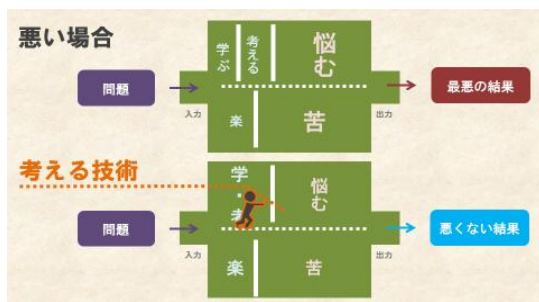 悪い場合
学ぶ
考える
悩む
問題
入力
楽
苦
出力
最悪の結果
考える技術
学・考
悩む
問題
入力
楽
苦
出力
悪くない結果